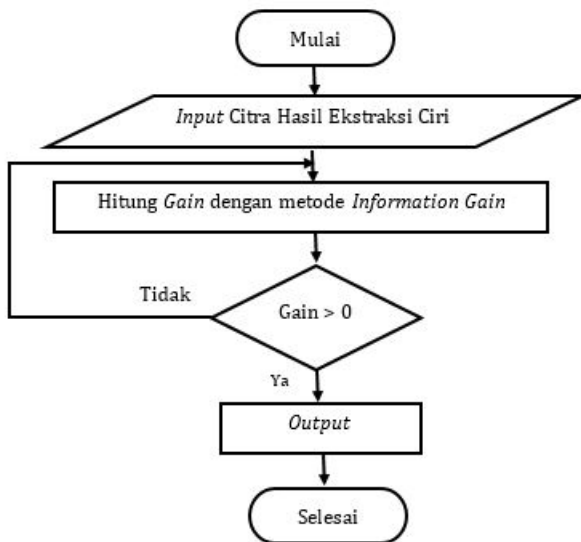 Mulai
Input Citra Hasil Ekstraksi Ciri
Hitung Gain dengan metode Information Gain
Tidak
Gain > 0
Ya
Output
Selesai